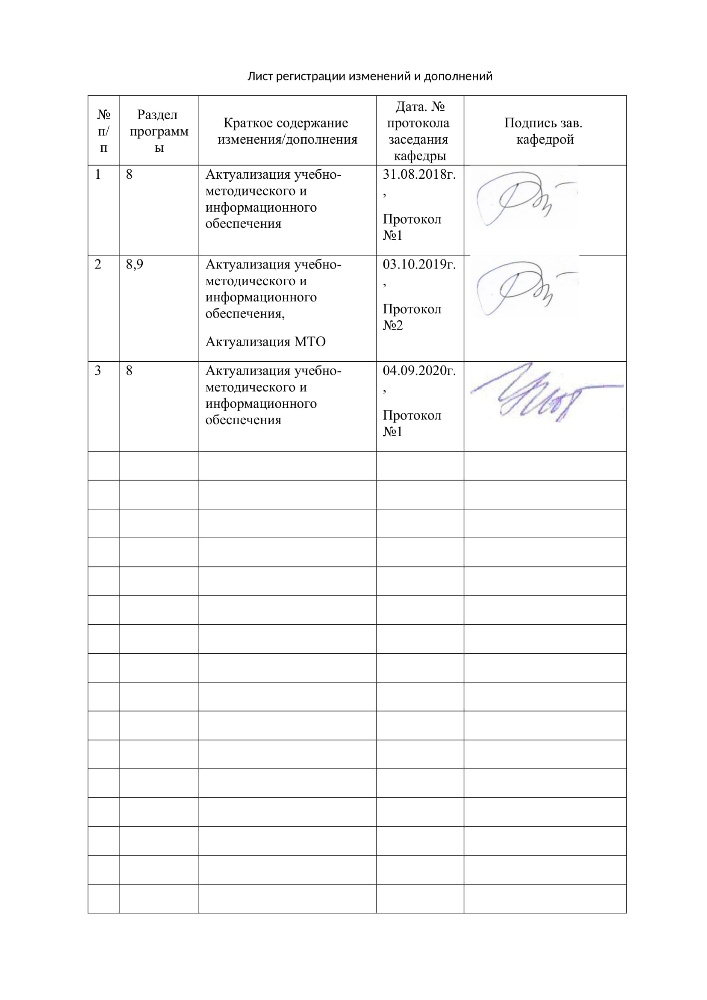 Лист регистрации изменений и дополнений
№
п/
п
Раздел
программ
ы
Краткое содержание
изменения/дополнения
Дата. №
протокола
заседания
кафедры
Подпись зав.
кафедрой
1
8
Актуализация учебно-
методического и
информационного
обеспечения
31.08.2018г.
,
Протокол
№1
2
8,9
Актуализация учебно-
методического и
информационного
обеспечения,
Актуализация МТО
03.10.2019г.
,
Протокол
№2
3
8
Актуализация учебно-
методического и
информационного
обеспечения
04.09.2020г.
,
Протокол
№1